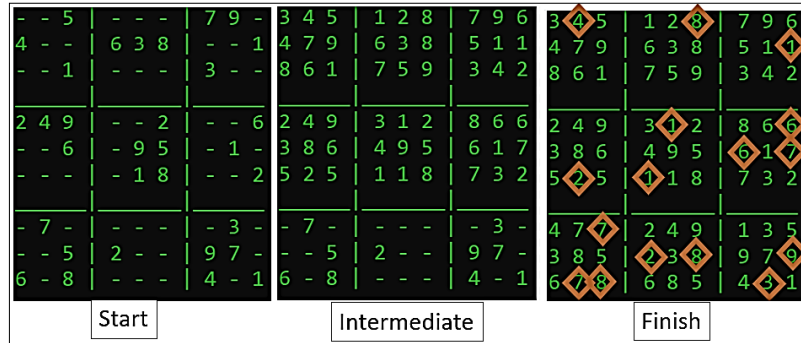 - - 5 | - - - | 7 9 -
4 - - | 6 3 8 | - - 1
- - 1 | - - - | 3 - -
2 4 9 | - - 2 | - - 6
- - 6 | - 9 5 | - 1 -
- - - | - 1 8 | - - 2
- 7 - | - - - | - 3 -
- - 5 | 2 - - | 9 7 -
6 - 8 | - - - | 4 - 1
Start
3 4 5 | 1 2 8 | 7 9 6
4 7 9 | 6 3 8 | 5 1 1
8 6 1 | 7 5 9 | 3 4 2
2 4 9 | 3 1 2 | 8 6 6
3 8 6 | 4 9 5 | 6 1 7
5 2 5 | 1 1 8 | 7 3 2
- 7 - | - - - | - 3 -
- - 5 | 2 - - | 9 7 -
6 - 8 | - - - | 4 - 1
Intermediate
3 4 5 | 1 2 8 | 7 9 6
4 7 9 | 6 3 8 | 5 1 1
8 6 1 | 7 5 9 | 3 4 2
2 4 9 | 3 1 2 | 8 6 6
3 8 6 | 4 9 5 | 6 1 7
5 2 5 | 1 1 8 | 7 3 2
4 7 7 | 2 4 9 | 1 3 5
3 8 5 | 2 3 8 | 9 7 9
6 7 8 | 6 8 5 | 4 3 1
Finish